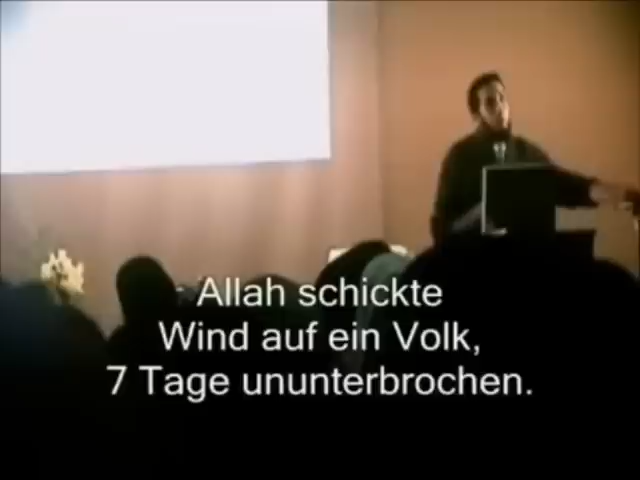 Allah schickte
Wind auf ein Volk,
7 Tage ununterbrochen.